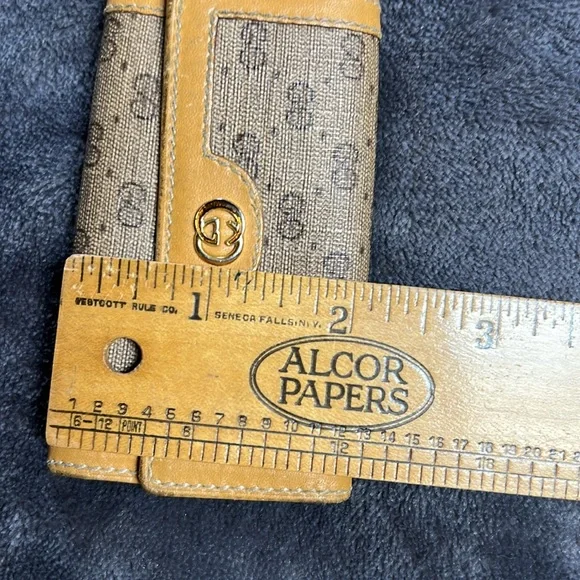 WESTCOTT RULE CO.
1
SENECA FALLS, N.Y.
2
3
ALCOR
PAPERS
1 2 3 4 5 6 7 8 9 10 11 12 13 14 15 16 17 18 19 20 21
6-12 POINT 6 12 18